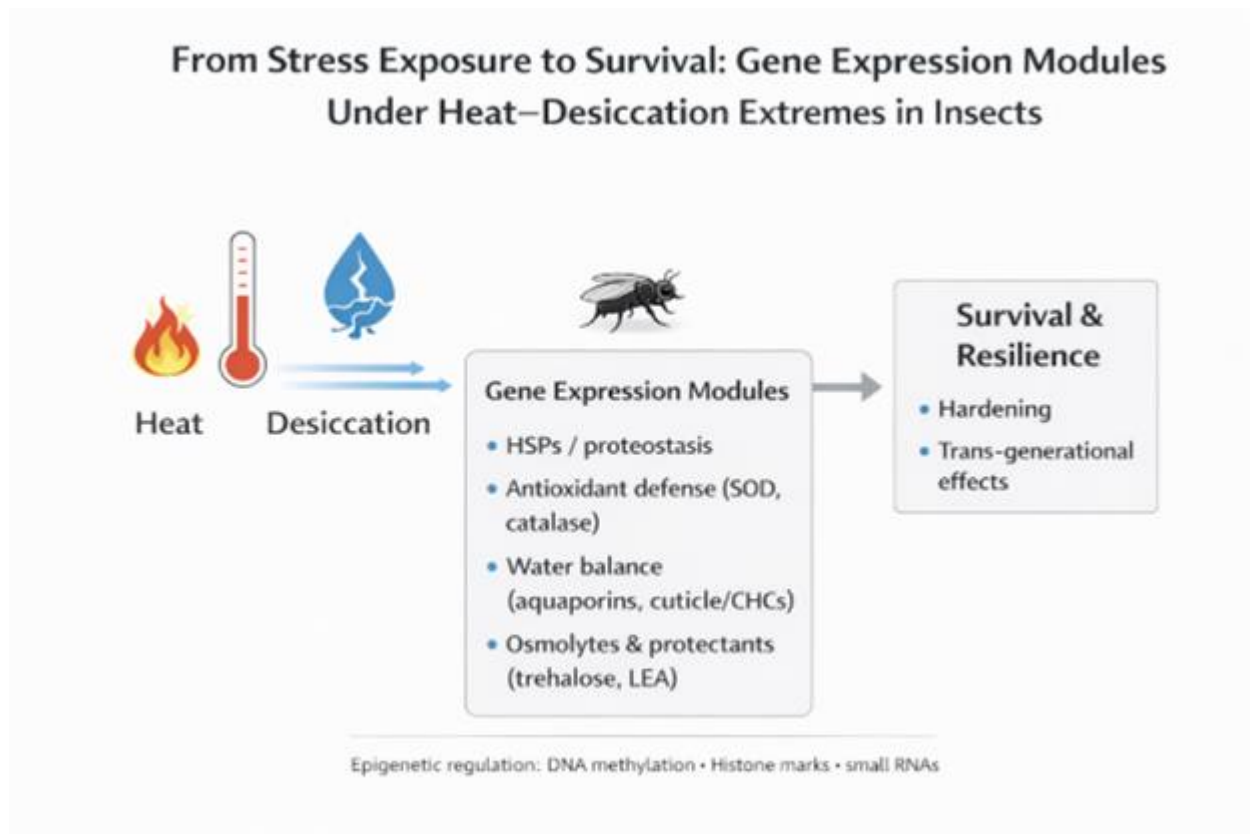 From Stress Exposure to Survival: Gene Expression Modules
Under Heat–Desiccation Extremes in Insects
Heat
Desiccation
Gene Expression Modules
• HSPs / proteostasis
• Antioxidant defense (SOD,
catalase)
• Water balance
(aquaporins, cuticle/CHCs)
• Osmolytes & protectants
(trehalose, LEA)
Survival &
Resilience
• Hardening
• Trans-generational
effects
Epigenetic regulation: DNA methylation • Histone marks • small RNAs